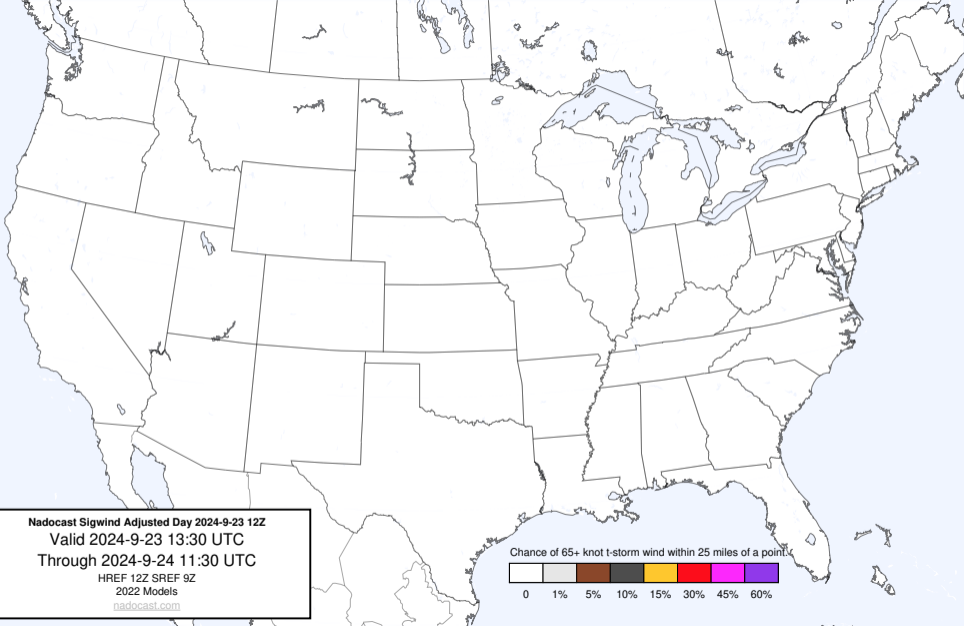 Nadocast Sigwind Adjusted Day 2024-9-23 12Z
Valid 2024-9-23 13:30 UTC
Through 2024-9-24 11:30 UTC
HREF 12Z SREF 9Z
2022 Models
nadocast.com
Chance of 65+ knot t-storm wind within 25 miles of a point.
0 1% 5% 10% 15% 30% 45% 60%